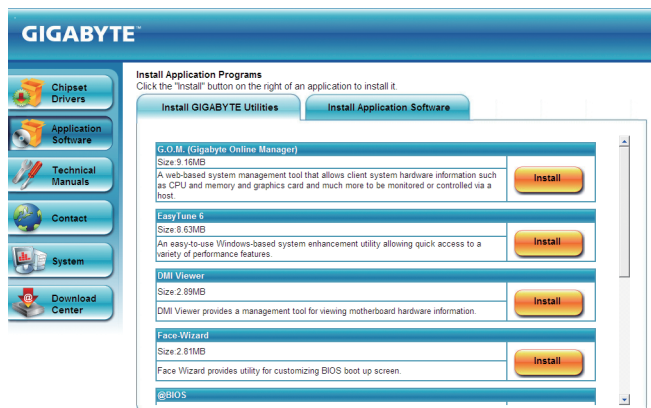 GIGABYTE™
Chipset
Drivers
Application
Software
Technical
Manuals
Contact
System
Download
Center
Install Application Programs
Click the "Install" button on the right of an application to install it.
Install GIGABYTE Utilities
Install Application Software
G.O.M. (Gigabyte Online Manager)
Size:9.16MB
A web-based system management tool that allows client system hardware information such
as CPU and memory and graphics card and much more to be monitored or controlled via a
host.
Install
EasyTune 6
Size:8.63MB
An easy-to-use Windows-based system enhancement utility allowing quick access to a
variety of performance features.
Install
DMI Viewer
Size:2.89MB
DMI Viewer provides a management tool for viewing motherboard hardware information.
Install
Face-Wizard
Size:2.81MB
Face Wizard provides utility for customizing BIOS boot up screen.
Install
@BIOS